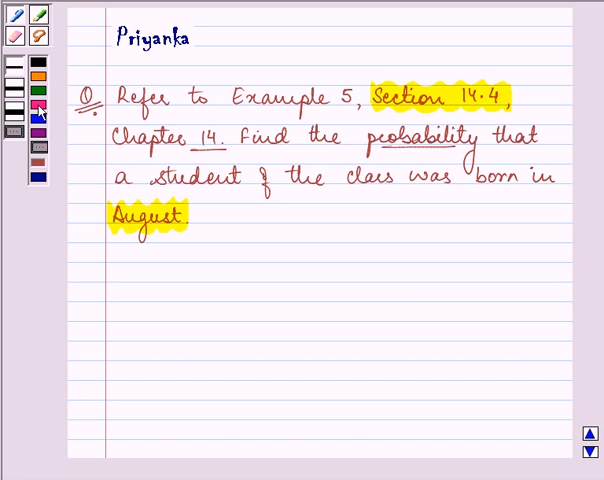 Priyanka
Q. Refer to Example 5, Section 14.4,
Chapter 14. Find the probability that
a student of the class was born in
August.